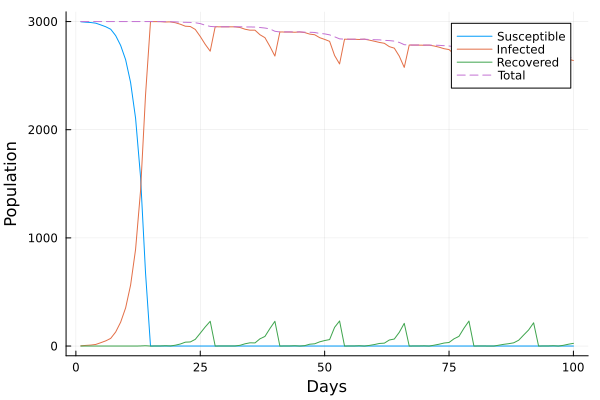 3000
2000
1000
0
Population
0
25
50
75
100
Days
Susceptible
Infected
Recovered
Total